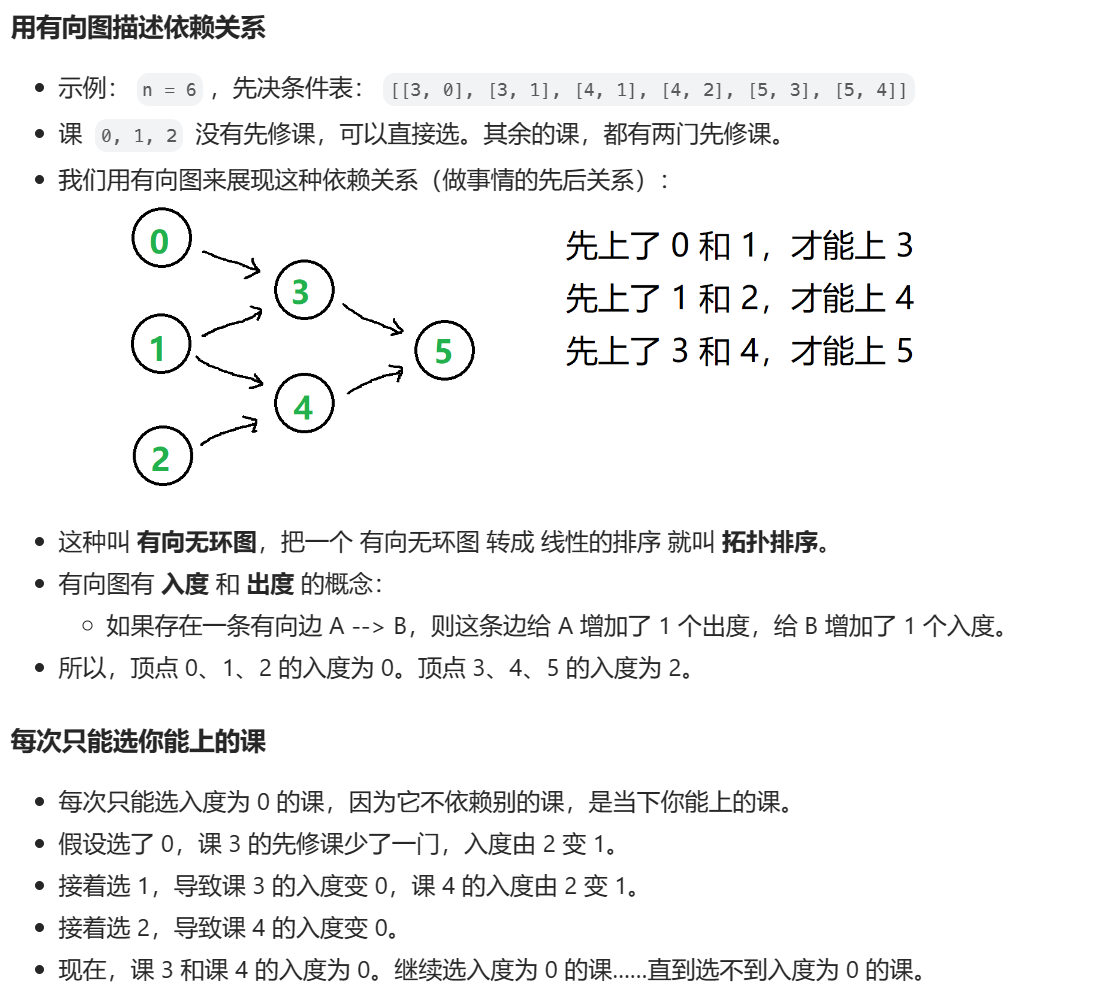 用有向图描述依赖关系
示例： n = 6 ，先决条件表： [[3, 0], [3, 1], [4, 1], [4, 2], [5, 3], [5, 4]]
课 0, 1, 2 没有先修课，可以直接选。其余的课，都有两门先修课。
我们用有向图来展现这种依赖关系（做事情的先后关系）：
0
先上了 0 和 1，才能上 3
3
先上了 1 和 2，才能上 4
1
5
先上了 3 和 4，才能上 5
4
2
这种叫 有向无环图，把一个 有向无环图 转成 线性的排序 就叫 拓扑排序。
有向图有 入度 和 出度 的概念：
如果存在一条有向边 A --> B，则这条边给 A 增加了 1 个出度，给 B 增加了 1 个入度。
所以，顶点 0、1、2 的入度为 0。顶点 3、4、5 的入度为 2。
每次只能选你能上的课
每次只能选入度为 0 的课，因为它不依赖别的课，是当下你能上的课。
假设选了 0，课 3 的先修课少了一门，入度由 2 变 1。
接着选 1，导致课 3 的入度变 0，课 4 的入度由 2 变 1。
接着选 2，导致课 4 的入度变 0。
现在，课 3 和课 4 的入度为 0。继续选入度为 0 的课……直到选不到入度为 0 的课。